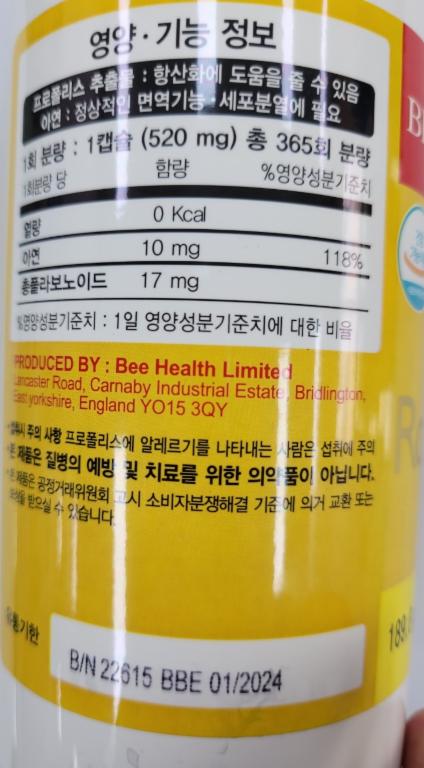 영양·기능 정보
프로폴리스 추출물 : 항산화에 도움을 줄 수 있음
아연 : 정상적인 면역기능·세포분열에 필요
1회 분량 : 1캡슐 (520 mg) 총 365회 분량
1회분량 당 함량 %영양성분기준치
열량 0 Kcal
아연 10 mg 118%
총플라보노이드 17 mg
%영양성분기준치 : 1일 영양성분기준치에 대한 비율
PRODUCED BY : Bee Health Limited
Lancaster Road, Carnaby Industrial Estate, Bridlington,
East yorkshire, England YO15 3QY
섭취시 주의 사항 프로폴리스에 알레르기를 나타내는 사람은 섭취에 주의
본 제품은 질병의 예방 및 치료를 위한 의약품이 아닙니다.
본 제품은 공정거래위원회 고시 소비자분쟁해결 기준에 의거 교환 또는
보상을 받으실 수 있습니다.
유통기한
B/N 22615 BBE 01/2024